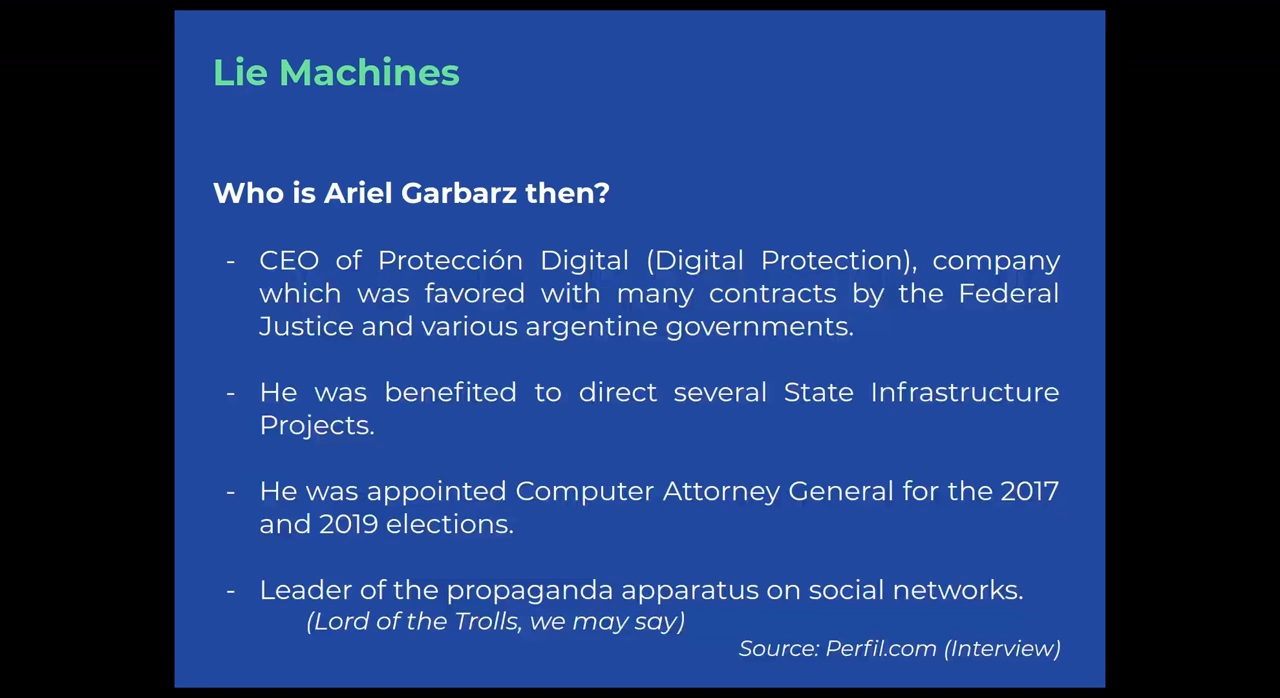 Lie Machines
Who is Ariel Garbarz then?
- CEO of Protección Digital (Digital Protection), company
which was favored with many contracts by the Federal
Justice and various argentine governments.
- He was benefited to direct several State Infrastructure
Projects.
- He was appointed Computer Attorney General for the 2017
and 2019 elections.
- Leader of the propaganda apparatus on social networks.
(Lord of the Trolls, we may say)
Source: Perfil.com (Interview)